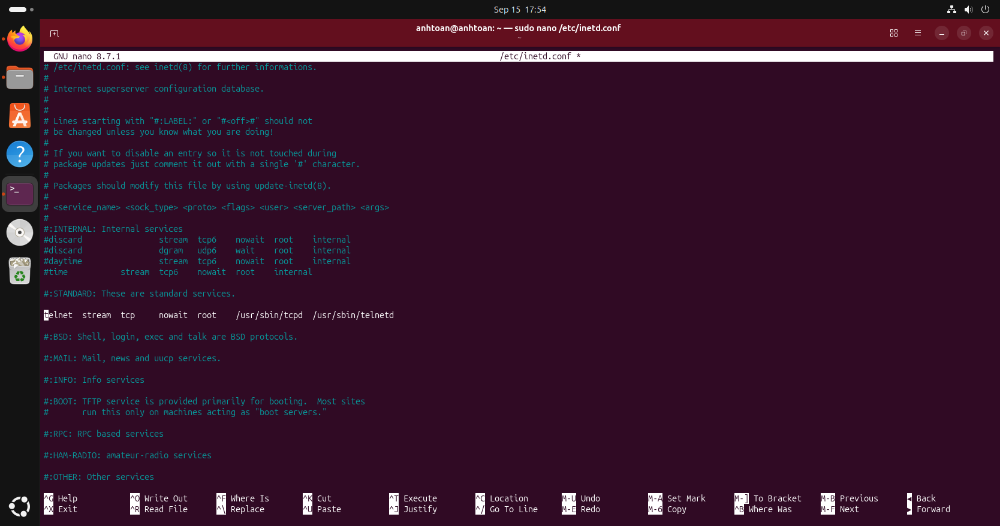 Sep 15 17:54
anhtoan@anhtoan: ~ — sudo nano /etc/inetd.conf
~
GNU nano 8.7.1 /etc/inetd.conf *
# /etc/inetd.conf: see inetd(8) for further informations.
#
# Internet superserver configuration database.
#
#
# Lines starting with "#:LABEL:" or "#<off>#" should not
# be changed unless you know what you are doing!
#
# If you want to disable an entry so it is not touched during
# package updates just comment it out with a single '#' character.
#
# Packages should modify this file by using update-inetd(8).
#
# <service_name> <sock_type> <proto> <flags> <user> <server_path> <args>
#
#:INTERNAL: Internal services
#discard stream tcp6 nowait root internal
#discard dgram udp6 wait root internal
#daytime stream tcp6 nowait root internal
#time stream tcp6 nowait root internal
#:STANDARD: These are standard services.
telnet stream tcp nowait root /usr/sbin/tcpd /usr/sbin/telnetd
#:BSD: Shell, login, exec and talk are BSD protocols.
#:MAIL: Mail, news and uucp services.
#:INFO: Info services
#:BOOT: TFTP service is provided primarily for booting. Most sites
# run this only on machines acting as "boot servers."
#:RPC: RPC based services
#:HAM-RADIO: amateur-radio services
#:OTHER: Other services
^G Help ^O Write Out ^F Where Is ^K Cut ^T Execute ^C Location M-U Undo M-A Set Mark M-] To Bracket M-B Previous ◂ Back
^X Exit ^R Read File ^\ Replace ^U Paste ^J Justify ^/ Go To Line M-E Redo M-6 Copy ^B Where Was M-F Next ▸ Forward